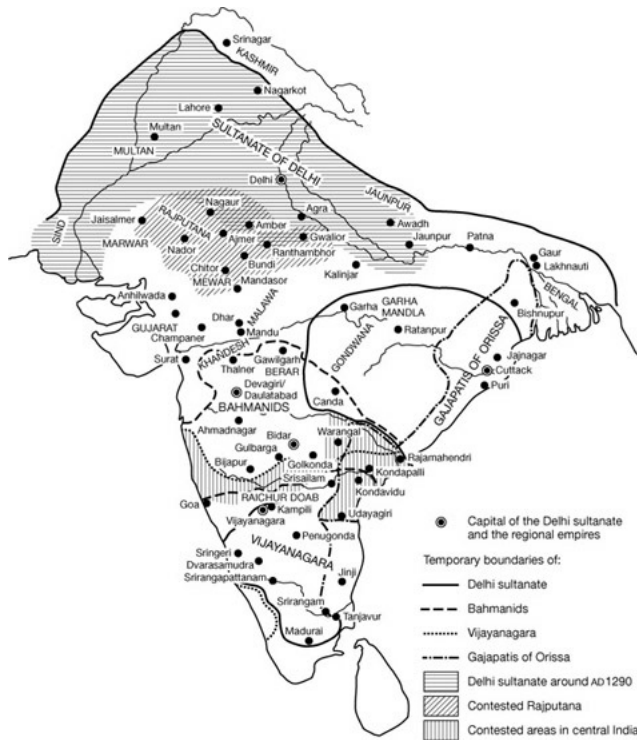 Srinagar
KASHMIR
Nagarkot
Lahore
Multan
MULTAN
SULTANATE OF DELHI
Delhi
JAUNPUR
SIND
Jaisalmer
RAJPUTANA
Nagaur
Amber
Agra
Awadh
MARWAR
Nador
Ajmer
Gwalior
Jaunpur
Patna
Ranthambhor
Bundi
Chitor
MEWAR
Mandasor
Kalinjar
Gaur
Lakhnauti
BENGAL
Anhilwada
MALAWA
Garha
GARHA
MANDLA
Bishnupur
Dhar
GUJARAT
Champaner
Mandu
GONDWANA
Ratanpur
GAJAPATIS OF ORISSA
Surat
KHANDESH
Thalner
Gawilgarh
BERAR
Jajnagar
Cuttack
Puri
Devagiri/
Daulatabad
Canda
BAHMANIDS
Ahmadnagar
Bidar
Warangal
Gulbarga
Rajamahendri
Bijapur
Golkonda
Kondapalli
Srisailam
Kondavidu
Goa
RAICHUR DOAB
Kampili
Udayagiri
Vijayanagara
Penugonda
VIJAYANAGARA
Sringeri
Dvarasamudra
Jinji
Srirangapattanam
Srirangam
Tanjavur
Madurai
Capital of the Delhi sultanate
and the regional empires
Temporary boundaries of:
Delhi sultanate
Bahmanids
Vijayanagara
Gajapatis of Orissa
Delhi sultanate around AD1290
Contested Rajputana
Contested areas in central India